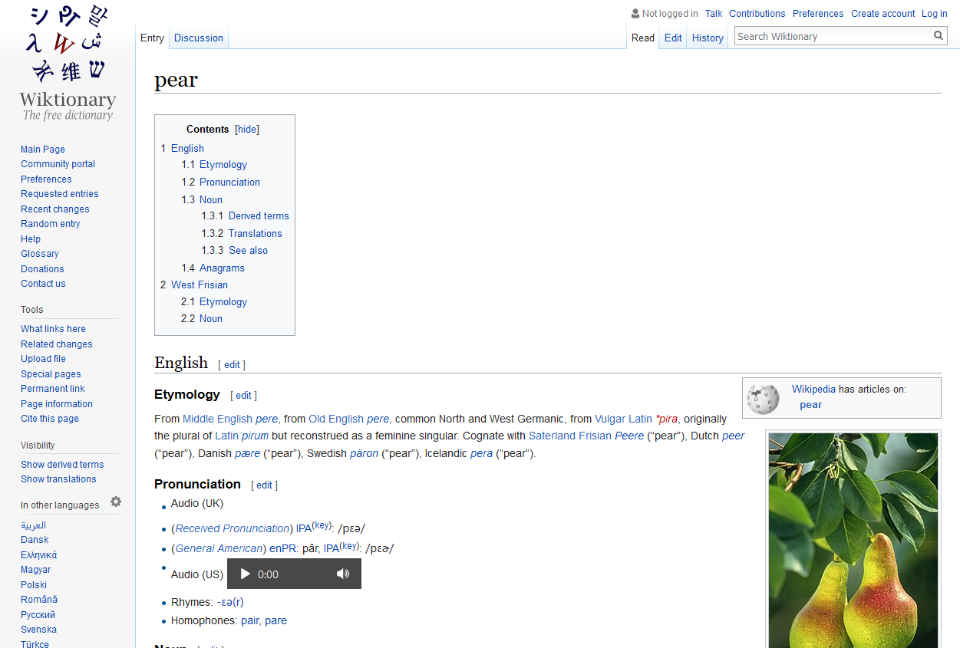 Not logged in Talk Contributions Preferences Create account Log in
Entry Discussion Read Edit History Search Wiktionary
Wiktionary
The free dictionary
Main Page
Community portal
Preferences
Requested entries
Recent changes
Random entry
Help
Glossary
Donations
Contact us
Tools
What links here
Related changes
Upload file
Special pages
Permanent link
Page information
Cite this page
Visibility
Show derived terms
Show translations
In other languages
العربية
Dansk
Ελληνικά
Magyar
Polski
Română
Русский
Svenska
Türkçe
pear
Contents [hide]
1 English
1.1 Etymology
1.2 Pronunciation
1.3 Noun
1.3.1 Derived terms
1.3.2 Translations
1.3.3 See also
1.4 Anagrams
2 West Frisian
2.1 Etymology
2.2 Noun
English [ edit ]
Wikipedia has articles on:
pear
Etymology [ edit ]
From Middle English pere, from Old English pere, common North and West Germanic, from Vulgar Latin *pira, originally
the plural of Latin pirum but reconstrued as a feminine singular. Cognate with Saterland Frisian Peere (“pear”), Dutch peer
(“pear”), Danish pære (“pear”), Swedish päron (“pear”), Icelandic pera (“pear”).
Pronunciation [ edit ]
Audio (UK)
(Received Pronunciation) IPA(key): /pɛə/
(General American) enPR: pâr, IPA(key): /pɛɚ/
Audio (US) 0:00
Rhymes: -ɛə(r)
Homophones: pair, pare